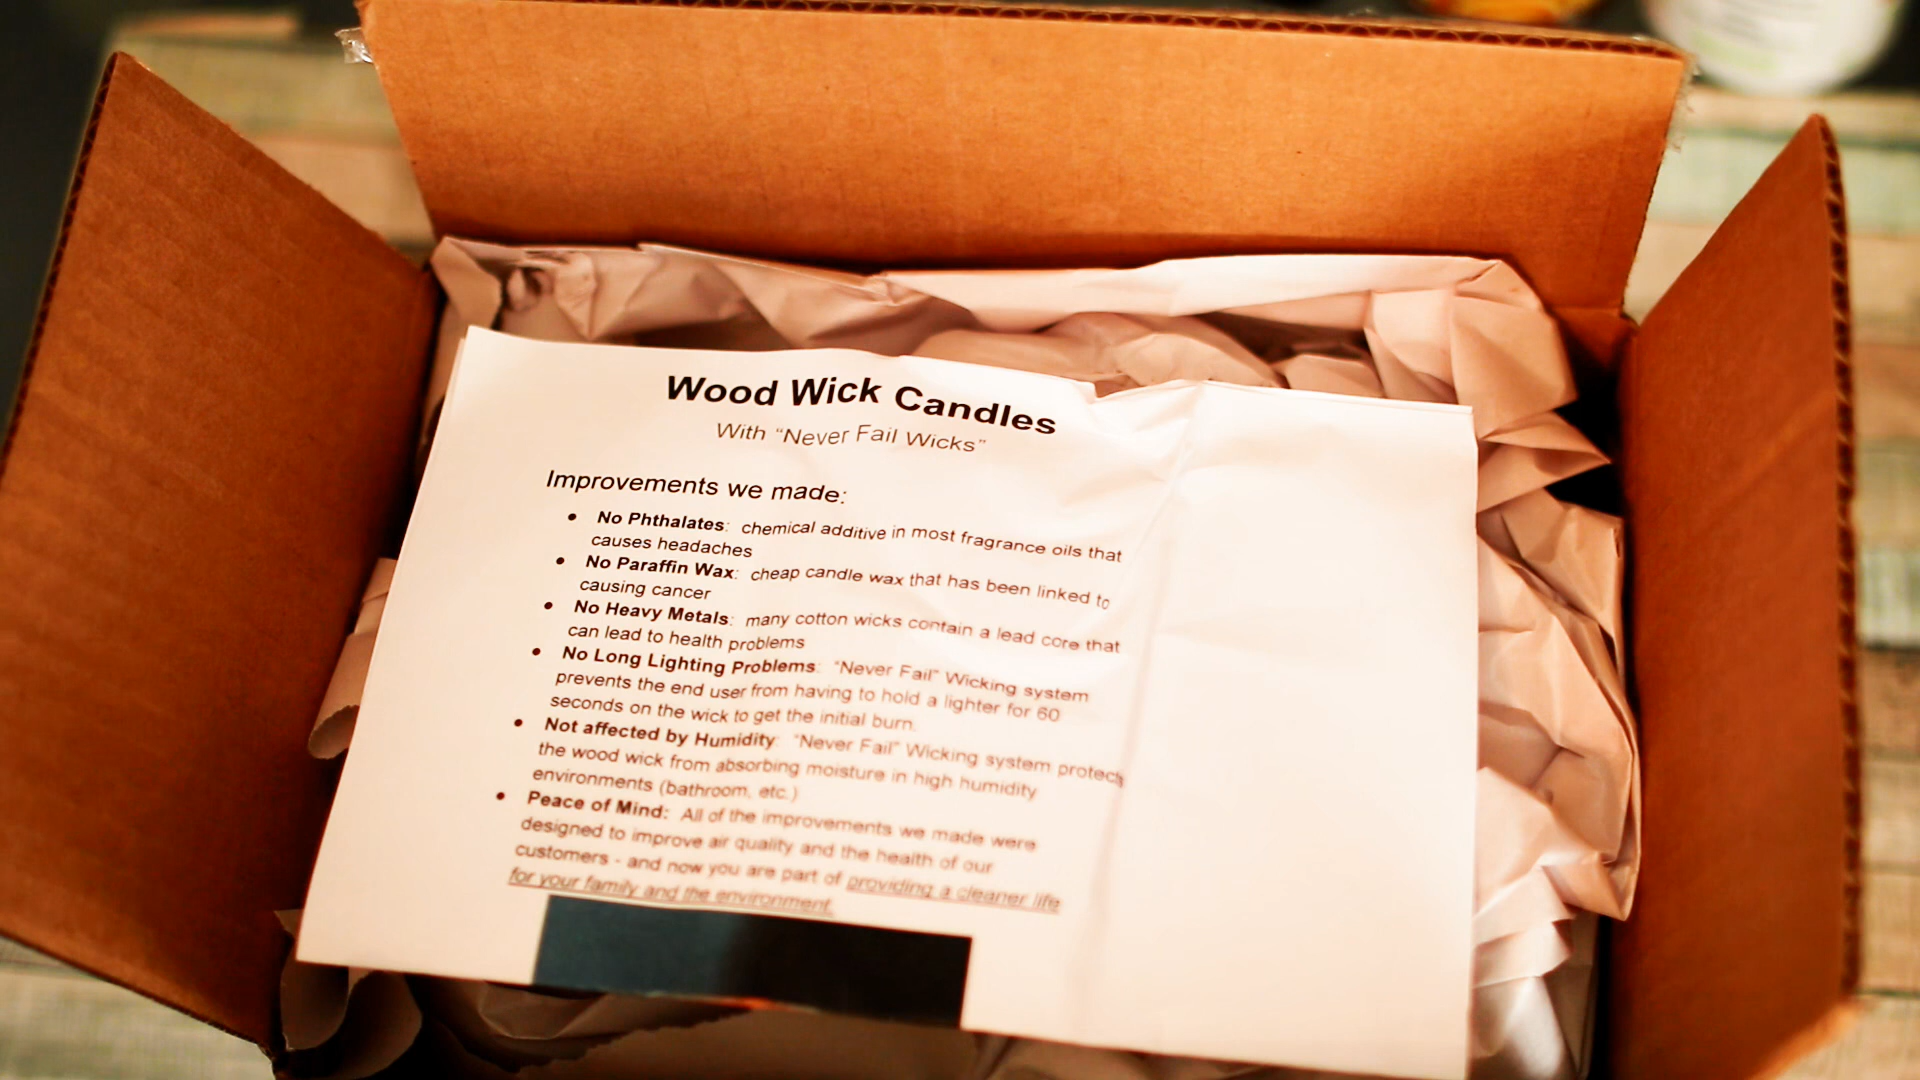 Wood Wick Candles
With “Never Fail Wicks”
Improvements we made:
• No Phthalates: chemical additive in most fragrance oils that
causes headaches
• No Paraffin Wax: cheap candle wax that has been linked to
causing cancer
• No Heavy Metals: many cotton wicks contain a lead core that
can lead to health problems
• No Long Lighting Problems: “Never Fail” Wicking system
prevents the end user from having to hold a lighter for 60
seconds on the wick to get the initial burn.
• Not affected by Humidity: “Never Fail” Wicking system protects
the wood wick from absorbing moisture in high humidity
environments (bathroom, etc.)
• Peace of Mind: All of the improvements we made were
designed to improve air quality and the health of our
customers - and now you are part of providing a cleaner life
for your family and the environment.